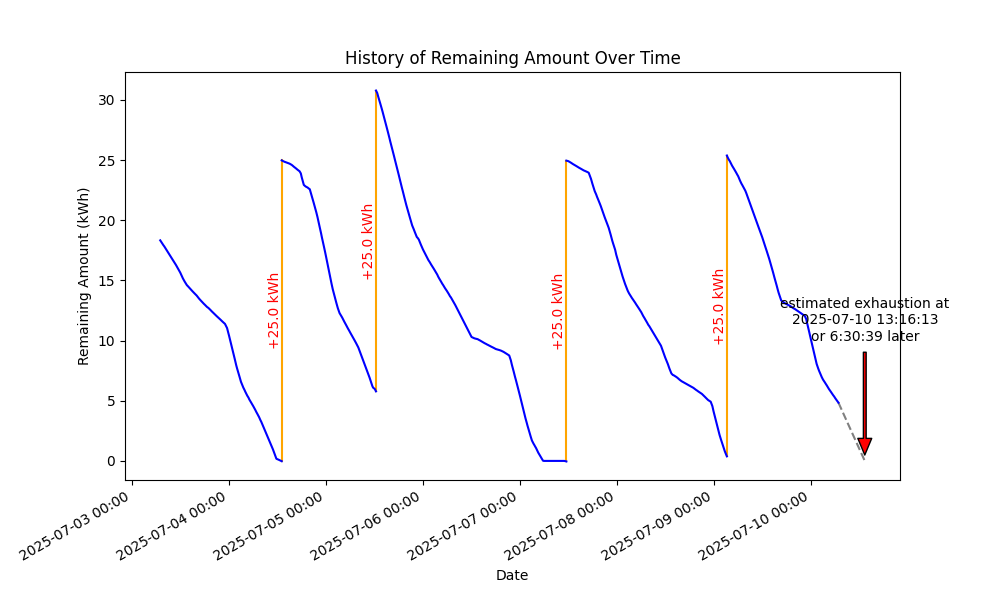 History of Remaining Amount Over Time
Remaining Amount (kWh)
30
25
20
15
10
5
0
+25.0 kWh
+25.0 kWh
+25.0 kWh
+25.0 kWh
estimated exhaustion at
2025-07-10 13:16:13
or 6:30:39 later
2025-07-03 00:00
2025-07-04 00:00
2025-07-05 00:00
2025-07-06 00:00
2025-07-07 00:00
2025-07-08 00:00
2025-07-09 00:00
2025-07-10 00:00
Date